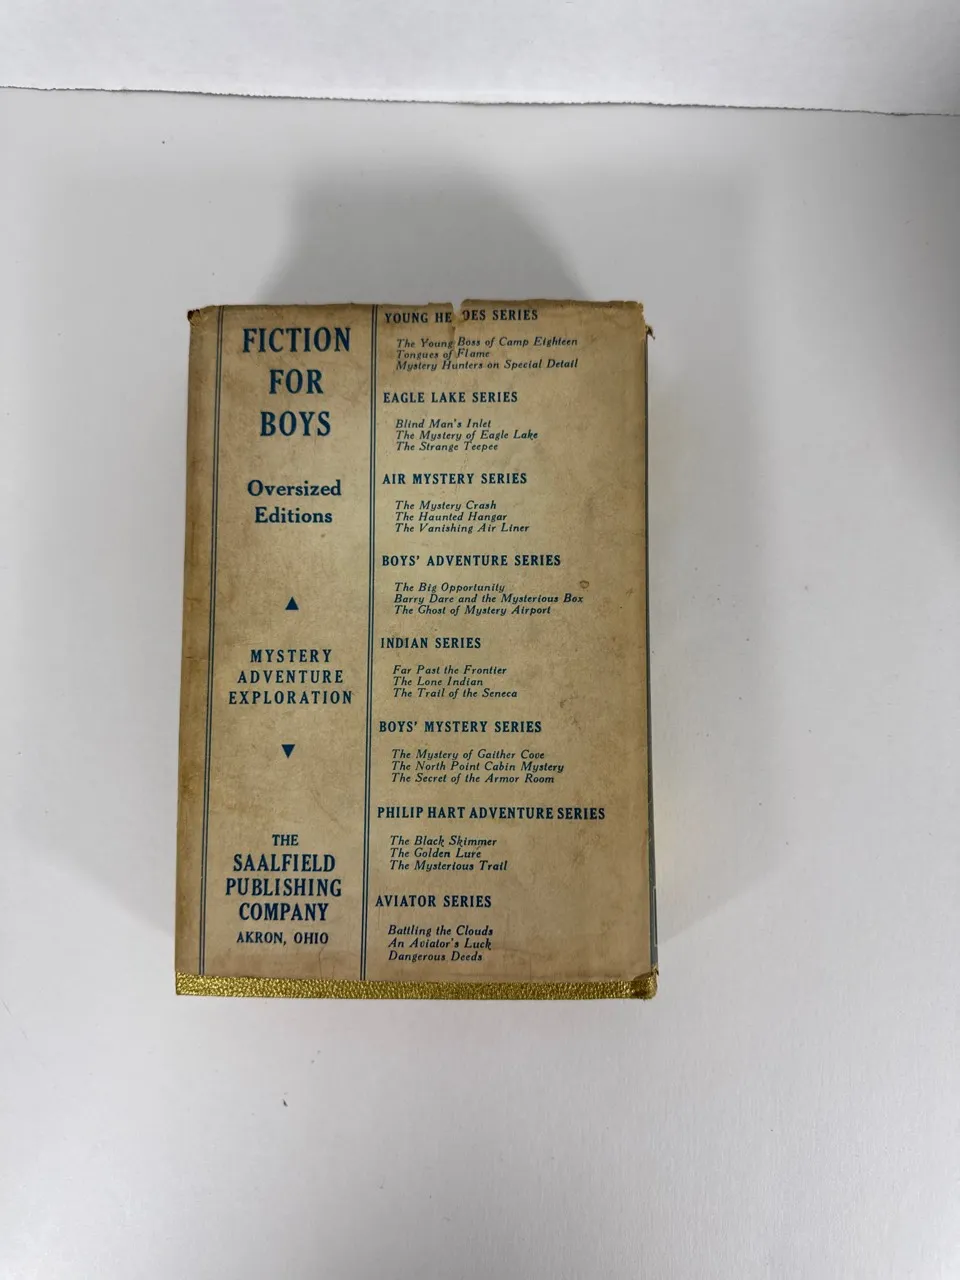 FICTION
FOR
BOYS
Oversized
Editions
MYSTERY
ADVENTURE
EXPLORATION
THE
SAALFIELD
PUBLISHING
COMPANY
AKRON, OHIO
YOUNG HE OES SERIES
The Young Boss of Camp Eighteen
Tongues of Flame
Mystery Hunters on Special Detail
EAGLE LAKE SERIES
Blind Man's Inlet
The Mystery of Eagle Lake
The Strange Teepee
AIR MYSTERY SERIES
The Mystery Crash
The Haunted Hangar
The Vanishing Air Liner
BOYS' ADVENTURE SERIES
The Big Opportunity
Barry Dare and the Mysterious Box
The Ghost of Mystery Airport
INDIAN SERIES
Far Past the Frontier
The Lone Indian
The Trail of the Seneca
BOYS' MYSTERY SERIES
The Mystery of Gaither Cove
The North Point Cabin Mystery
The Secret of the Armor Room
PHILIP HART ADVENTURE SERIES
The Black Skimmer
The Golden Lure
The Mysterious Trail
AVIATOR SERIES
Battling the Clouds
An Aviator's Luck
Dangerous Deeds